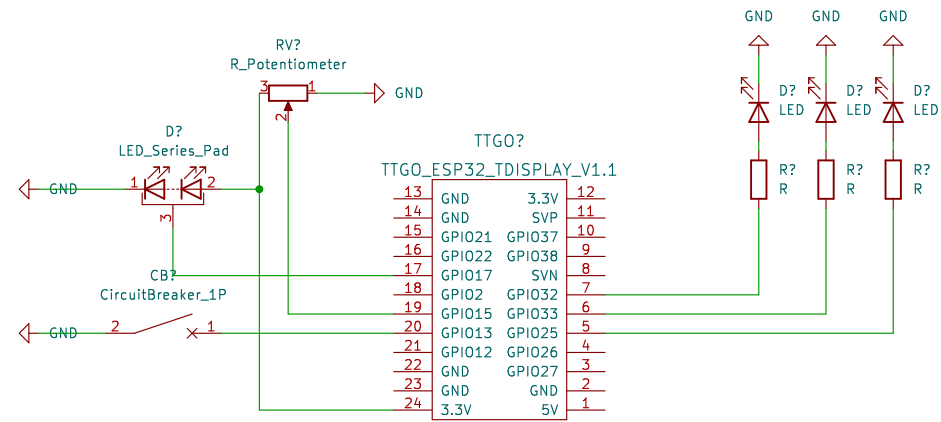 GND GND GND
RV?
R_Potentiometer
3 1 GND
2
D? D? D?
LED LED LED
D?
LED_Series_Pad
TTGO?
TTGO_ESP32_TDISPLAY_V1.1
R? R? R?
R R R
GND 1 2
3
13 GND 3.3V 12
14 GND SVP 11
15 GPIO21 GPIO37 10
16 GPIO22 GPIO38 9
17 GPIO17 SVN 8
18 GPIO2 GPIO32 7
19 GPIO15 GPIO33 6
20 GPIO13 GPIO25 5
21 GPIO12 GPIO26 4
22 GND GPIO27 3
23 GND GND 2
24 3.3V 5V 1
CB?
CircuitBreaker_1P
GND 2 1